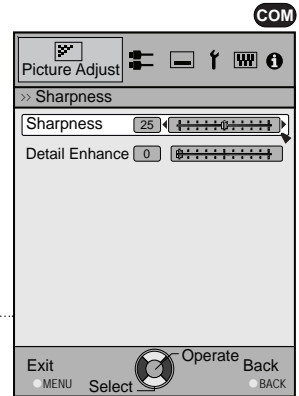 COM
Picture Adjust
>> Sharpness
Sharpness 25
Detail Enhance 0
Exit Operate Back
MENU Select BACK